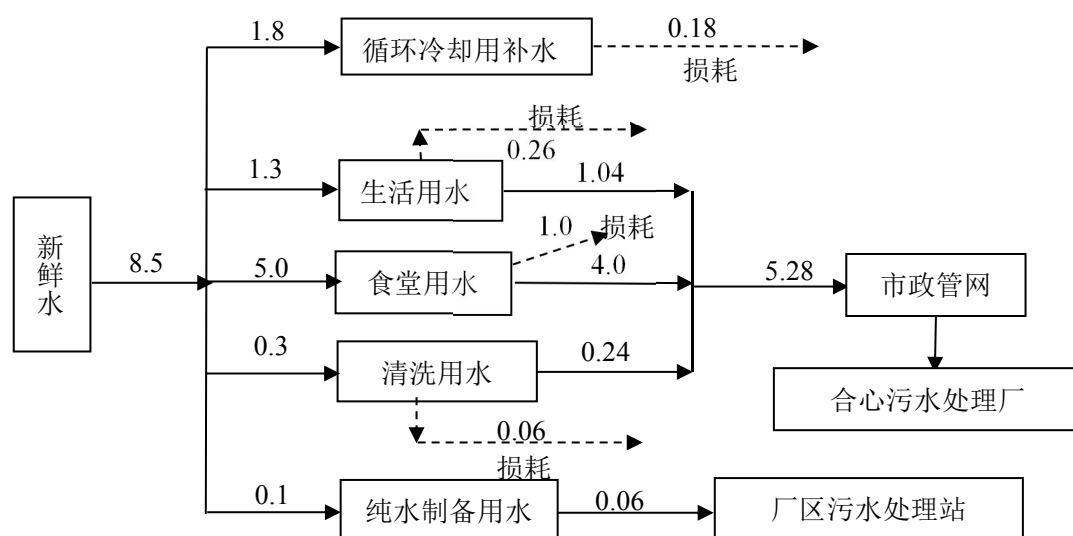 1.8
循环冷却用补水
0.18
损耗
损耗
0.26
1.3
生活用水
1.04
1.0
损耗
新鲜水
8.5
5.0
食堂用水
4.0
5.28
市政管网
0.3
清洗用水
0.24
合心污水处理厂
0.06
损耗
0.1
纯水制备用水
0.06
厂区污水处理站